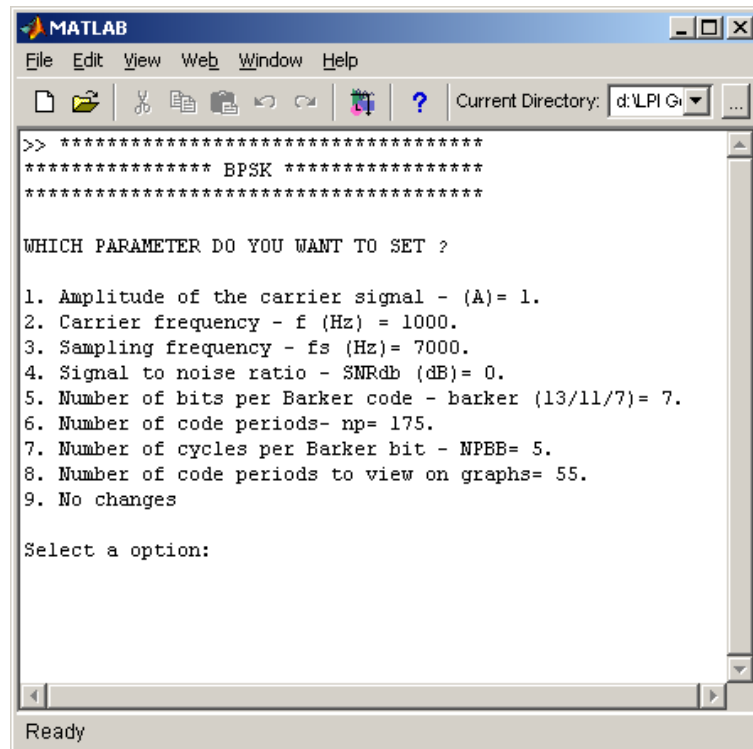 MATLAB
File Edit View Web Window Help
? Current Directory: d:\LPI G ...
>> ************************************
**************** BPSK *****************
***************************************
WHICH PARAMETER DO YOU WANT TO SET ?
1. Amplitude of the carrier signal - (A)= 1.
2. Carrier frequency - f (Hz) = 1000.
3. Sampling frequency - fs (Hz)= 7000.
4. Signal to noise ratio - SNRdb (dB)= 0.
5. Number of bits per Barker code - barker (13/11/7)= 7.
6. Number of code periods- np= 175.
7. Number of cycles per Barker bit - NPBB= 5.
8. Number of code periods to view on graphs= 55.
9. No changes
Select a option:
Ready